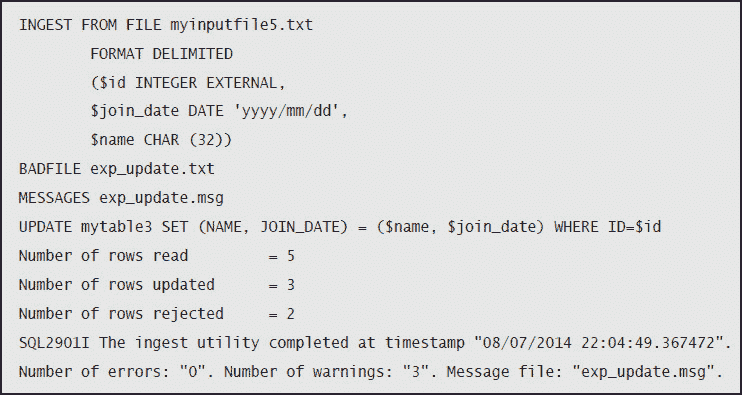 INGEST FROM FILE myinputfile5.txt
FORMAT DELIMITED
($id INTEGER EXTERNAL,
$join_date DATE 'yyyy/mm/dd',
$name CHAR (32))
BADFILE exp_update.txt
MESSAGES exp_update.msg
UPDATE mytable3 SET (NAME, JOIN_DATE) = ($name, $join_date) WHERE ID=$id
Number of rows read = 5
Number of rows updated = 3
Number of rows rejected = 2
SQL2901I The ingest utility completed at timestamp "08/07/2014 22:04:49.367472".
Number of errors: "0". Number of warnings: "3". Message file: "exp_update.msg".